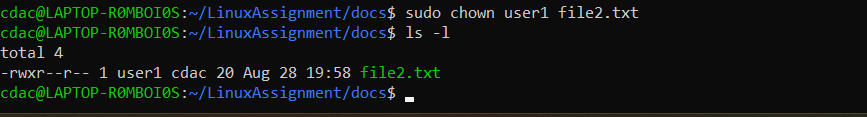 cdac@LAPTOP-R0MBOI0S:~/LinuxAssignment/docs$ sudo chown user1 file2.txt
cdac@LAPTOP-R0MBOI0S:~/LinuxAssignment/docs$ ls -l
total 4
-rwxr--r-- 1 user1 cdac 20 Aug 28 19:58 file2.txt
cdac@LAPTOP-R0MBOI0S:~/LinuxAssignment/docs$